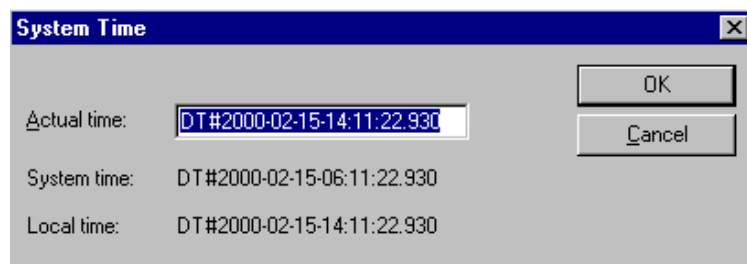 System Time
OK
Actual time: DT#2000-02-15-14:11:22.930
Cancel
System time: DT#2000-02-15-06:11:22.930
Local time: DT#2000-02-15-14:11:22.930